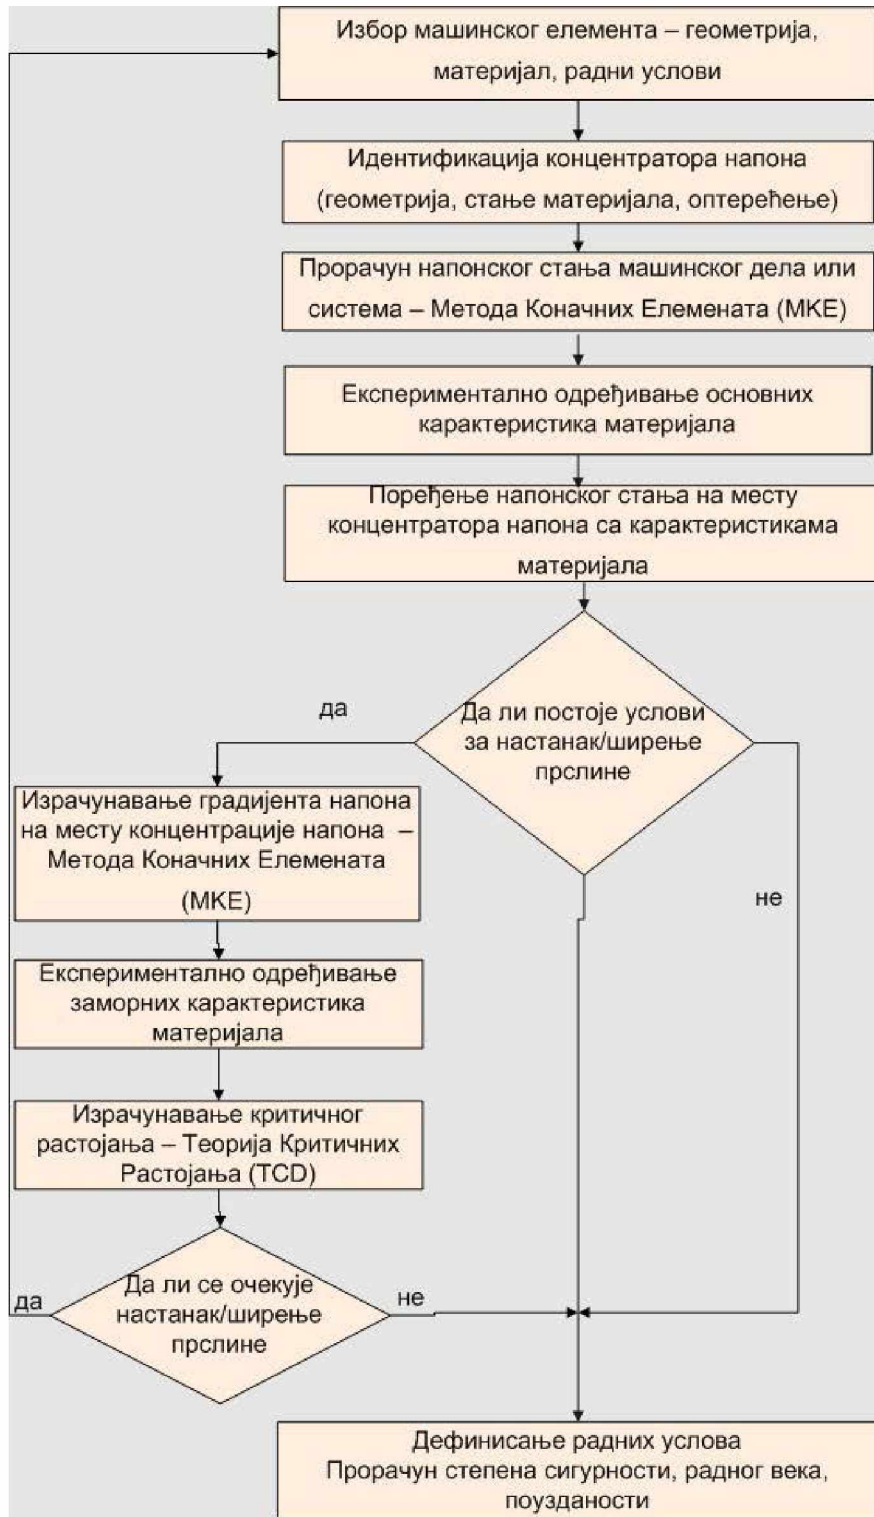 Избор машинског елемента – геометрија,
материјал, радни услови
Идентификација концентратора напона
(геометрија, стање материјала, оптерећење)
Прорачун напонског стања машинског дела или
система – Метода Коначних Елемената (МКЕ)
Експериментално одређивање основних
карактеристика материјала
Поређење напонског стања на месту
концентратора напона са карактеристикама
материјала
Да ли постоје услови
за настанак/ширење
прслине
да
не
Израчунавање градијента напона
на месту концентрације напона –
Метода Коначних Елемената
(МКЕ)
Експериментално одређивање
заморних карактеристика
материјала
Израчунавање критичног
растојања – Теорија Критичних
Растојања (TCD)
Да ли се очекује
настанак/ширење
прслине
да
не
Дефинисање радних услова
Прорачун степена сигурности, радног века,
поузданости